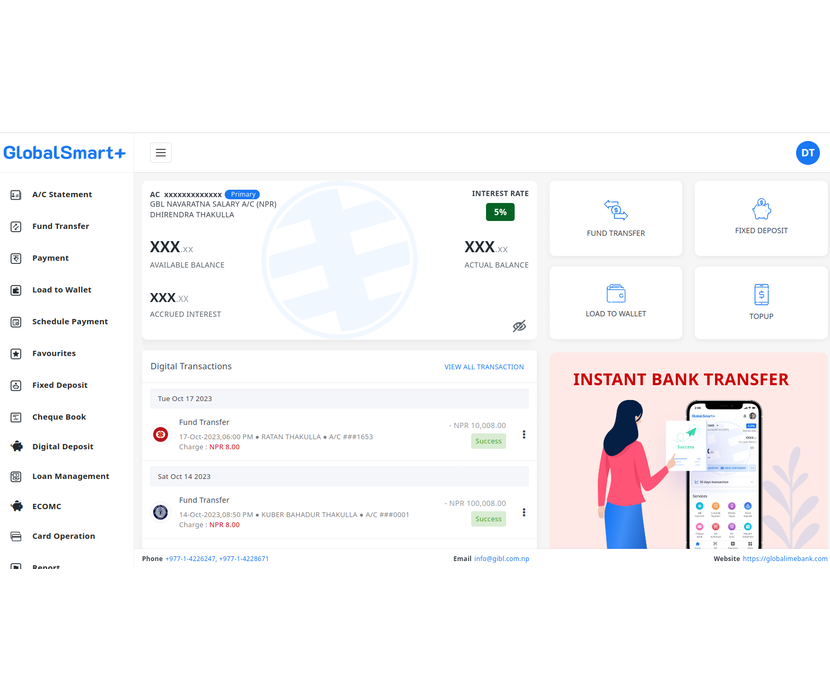 GlobalSmart+
DT
A/C Statement
Fund Transfer
Payment
Load to Wallet
Schedule Payment
Favourites
Fixed Deposit
Cheque Book
Digital Deposit
Loan Management
ECOMC
Card Operation
Report
AC xxxxxxxxxxxxx Primary
GBL NAVARATNA SALARY A/C (NPR)
DHIRENDRA THAKULLA
INTEREST RATE
5%
XXX.xx
AVAILABLE BALANCE
XXX.xx
ACTUAL BALANCE
XXX.xx
ACCRUED INTEREST
FUND TRANSFER
FIXED DEPOSIT
LOAD TO WALLET
TOPUP
Digital Transactions
VIEW ALL TRANSACTION
Tue Oct 17 2023
Fund Transfer
- NPR 10,008.00
17-Oct-2023,06:00 PM ● RATAN THAKULLA ● A/C ###1653
Charge : NPR 8.00
Success
Sat Oct 14 2023
Fund Transfer
- NPR 100,008.00
14-Oct-2023,08:50 PM ● KUBER BAHADUR THAKULLA ● A/C ###0001
Charge : NPR 8.00
Success
INSTANT BANK TRANSFER
GlobalSmart+
Success
Services
Phone +977-1-4226247, +977-1-4228671
Email info@gibl.com.np
Website https://globalimebank.com